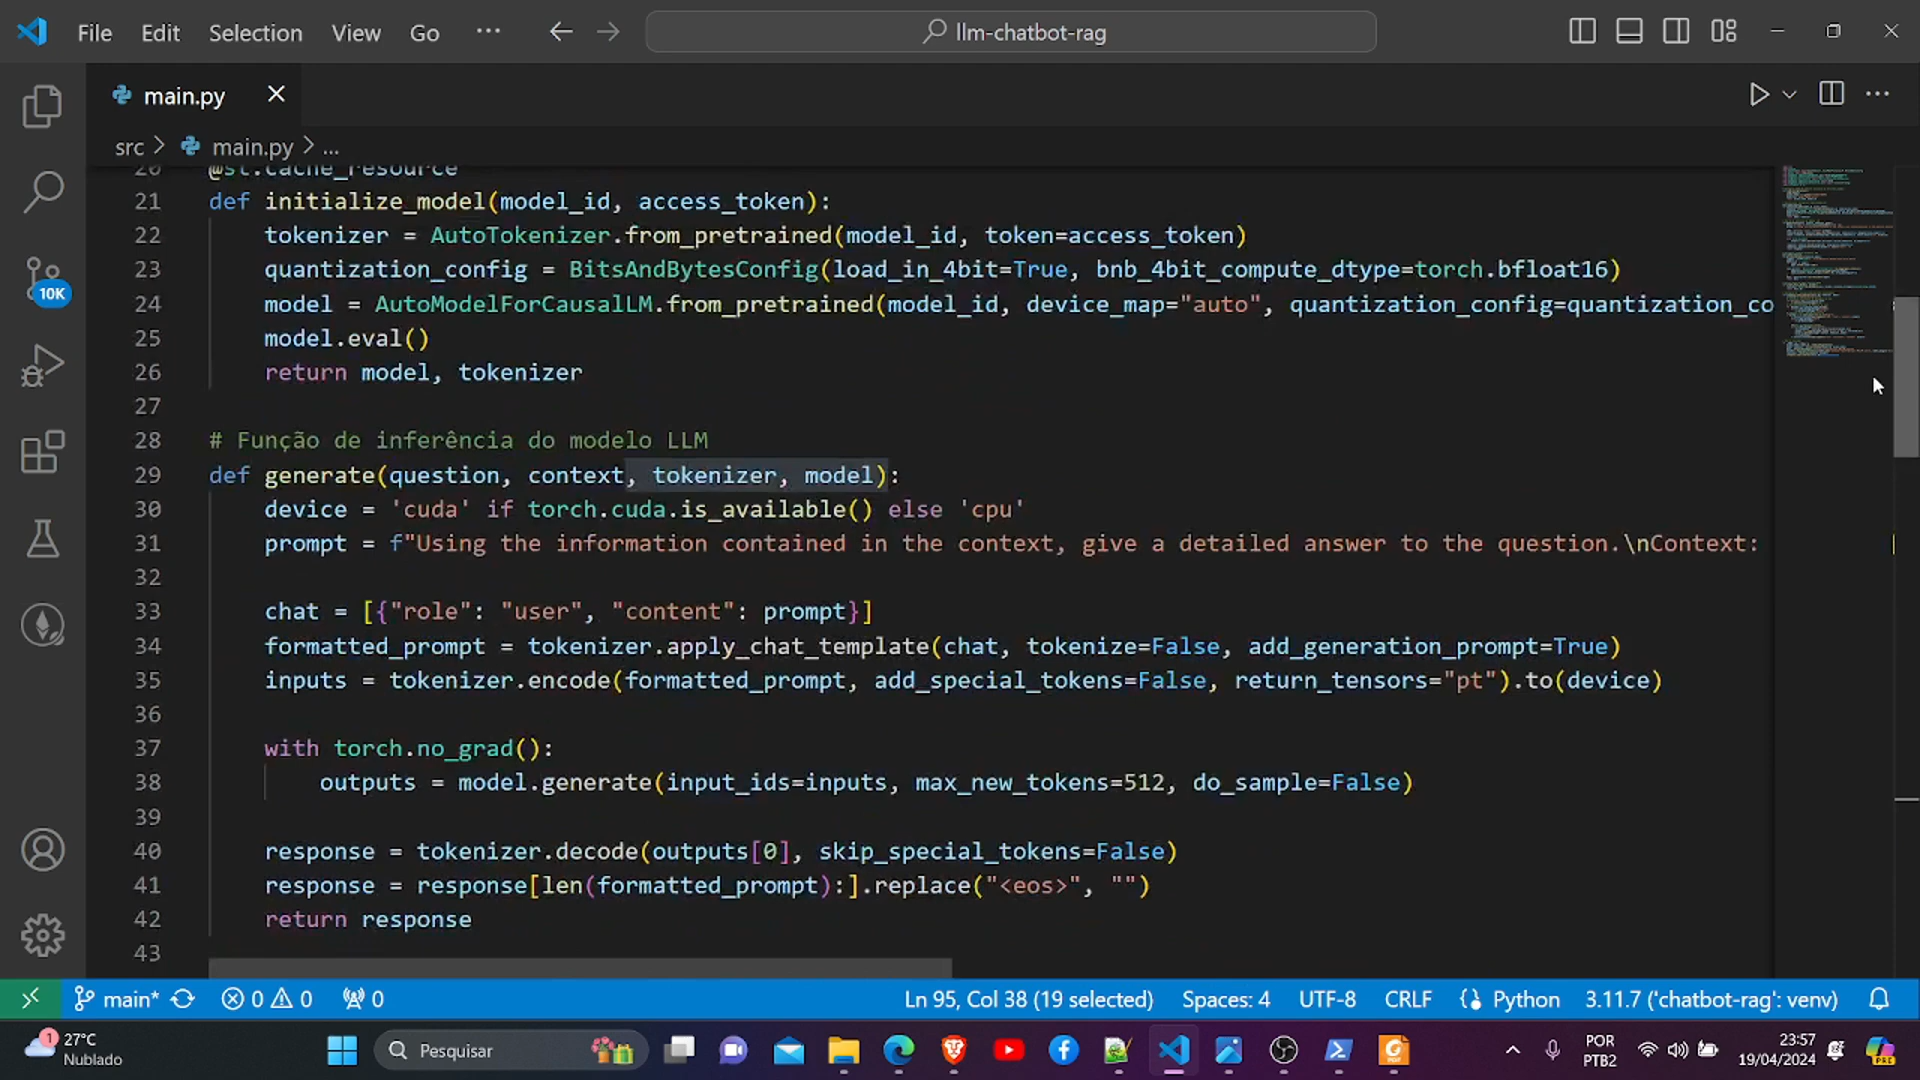 File Edit Selection View Go ··· llm-chatbot-rag
main.py
src > main.py > ...
20 @st.cache_resource
21 def initialize_model(model_id, access_token):
22 tokenizer = AutoTokenizer.from_pretrained(model_id, token=access_token)
23 quantization_config = BitsAndBytesConfig(load_in_4bit=True, bnb_4bit_compute_dtype=torch.bfloat16)
24 model = AutoModelForCausalLM.from_pretrained(model_id, device_map="auto", quantization_config=quantization_co
25 model.eval()
26 return model, tokenizer
27
28 # Função de inferência do modelo LLM
29 def generate(question, context, tokenizer, model):
30 device = 'cuda' if torch.cuda.is_available() else 'cpu'
31 prompt = f"Using the information contained in the context, give a detailed answer to the question.\nContext:
32
33 chat = [{"role": "user", "content": prompt}]
34 formatted_prompt = tokenizer.apply_chat_template(chat, tokenize=False, add_generation_prompt=True)
35 inputs = tokenizer.encode(formatted_prompt, add_special_tokens=False, return_tensors="pt").to(device)
36
37 with torch.no_grad():
38 outputs = model.generate(input_ids=inputs, max_new_tokens=512, do_sample=False)
39
40 response = tokenizer.decode(outputs[0], skip_special_tokens=False)
41 response = response[len(formatted_prompt):].replace("<eos>", "")
42 return response
43
10K
main* 0 0 0 Ln 95, Col 38 (19 selected) Spaces: 4 UTF-8 CRLF Python 3.11.7 ('chatbot-rag': venv)
1 27°C
Nublado
Pesquisar
POR
PTB2
23:57
19/04/2024